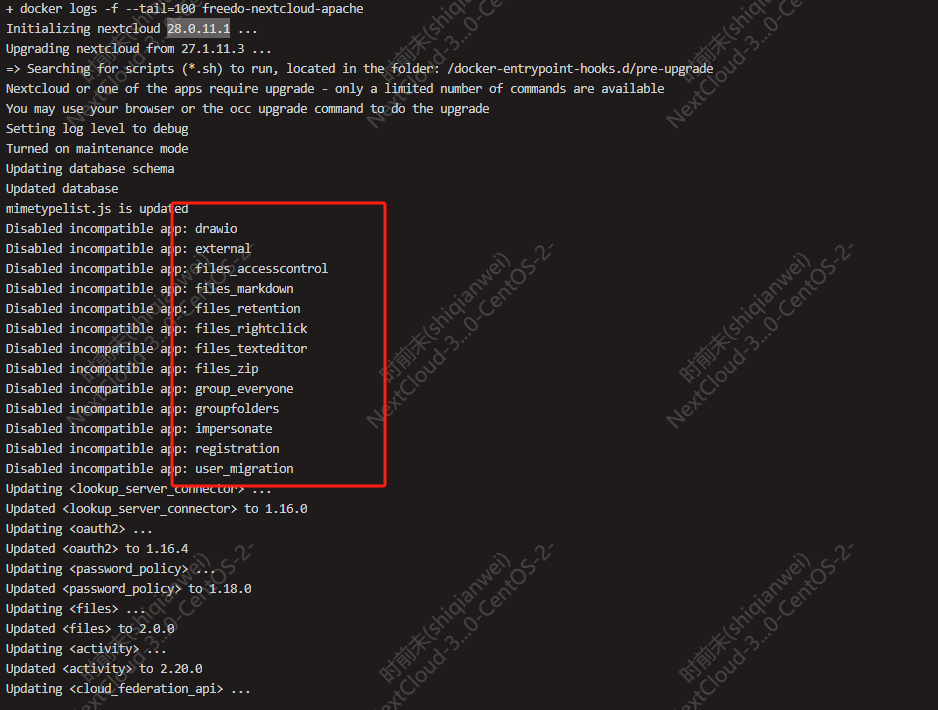 + docker logs -f --tail=100 freedo-nextcloud-apache
Initializing nextcloud 28.0.11.1 ...
Upgrading nextcloud from 27.1.11.3 ...
=> Searching for scripts (*.sh) to run, located in the folder: /docker-entrypoint-hooks.d/pre-upgrade
Nextcloud or one of the apps require upgrade - only a limited number of commands are available
You may use your browser or the occ upgrade command to do the upgrade
Setting log level to debug
Turned on maintenance mode
Updating database schema
Updated database
mimetypelist.js is updated
Disabled incompatible app: drawio
Disabled incompatible app: external
Disabled incompatible app: files_accesscontrol
Disabled incompatible app: files_markdown
Disabled incompatible app: files_retention
Disabled incompatible app: files_rightclick
Disabled incompatible app: files_texteditor
Disabled incompatible app: files_zip
Disabled incompatible app: group_everyone
Disabled incompatible app: groupfolders
Disabled incompatible app: impersonate
Disabled incompatible app: registration
Disabled incompatible app: user_migration
Updating <lookup_server_connector> ...
Updated <lookup_server_connector> to 1.16.0
Updating <oauth2> ...
Updated <oauth2> to 1.16.4
Updating <password_policy> ...
Updated <password_policy> to 1.18.0
Updating <files> ...
Updated <files> to 2.0.0
Updating <activity> ...
Updated <activity> to 2.20.0
Updating <cloud_federation_api> ...
时前末(shiqianwei)
NextCloud-3...0-CentOS-2-